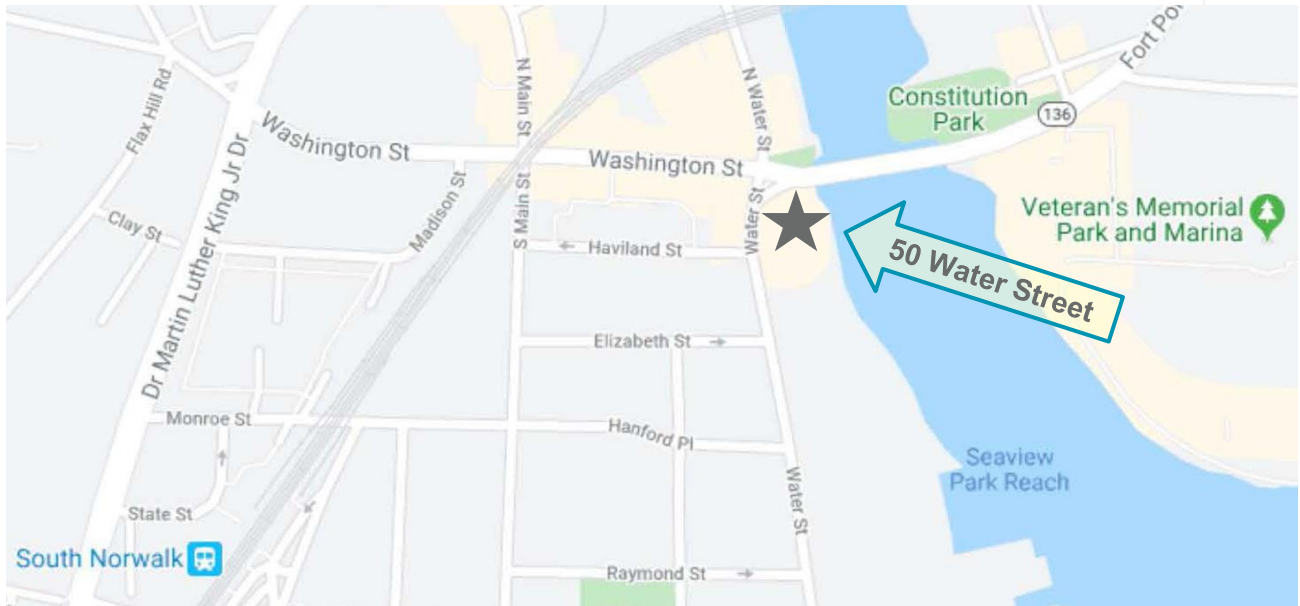 Fort Po
N Main St
N Water St
Flax Hill Rd
Constitution
Park
136
Washington St
Washington St
Dr Martin Luther King Jr Dr
Madison St
S Main St
Water St
Veteran's Memorial
Park and Marina
Clay St
Haviland St
50 Water Street
Elizabeth St
Monroe St
Hanford Pl
Seaview
Park Reach
Water St
State St
South Norwalk
Raymond St